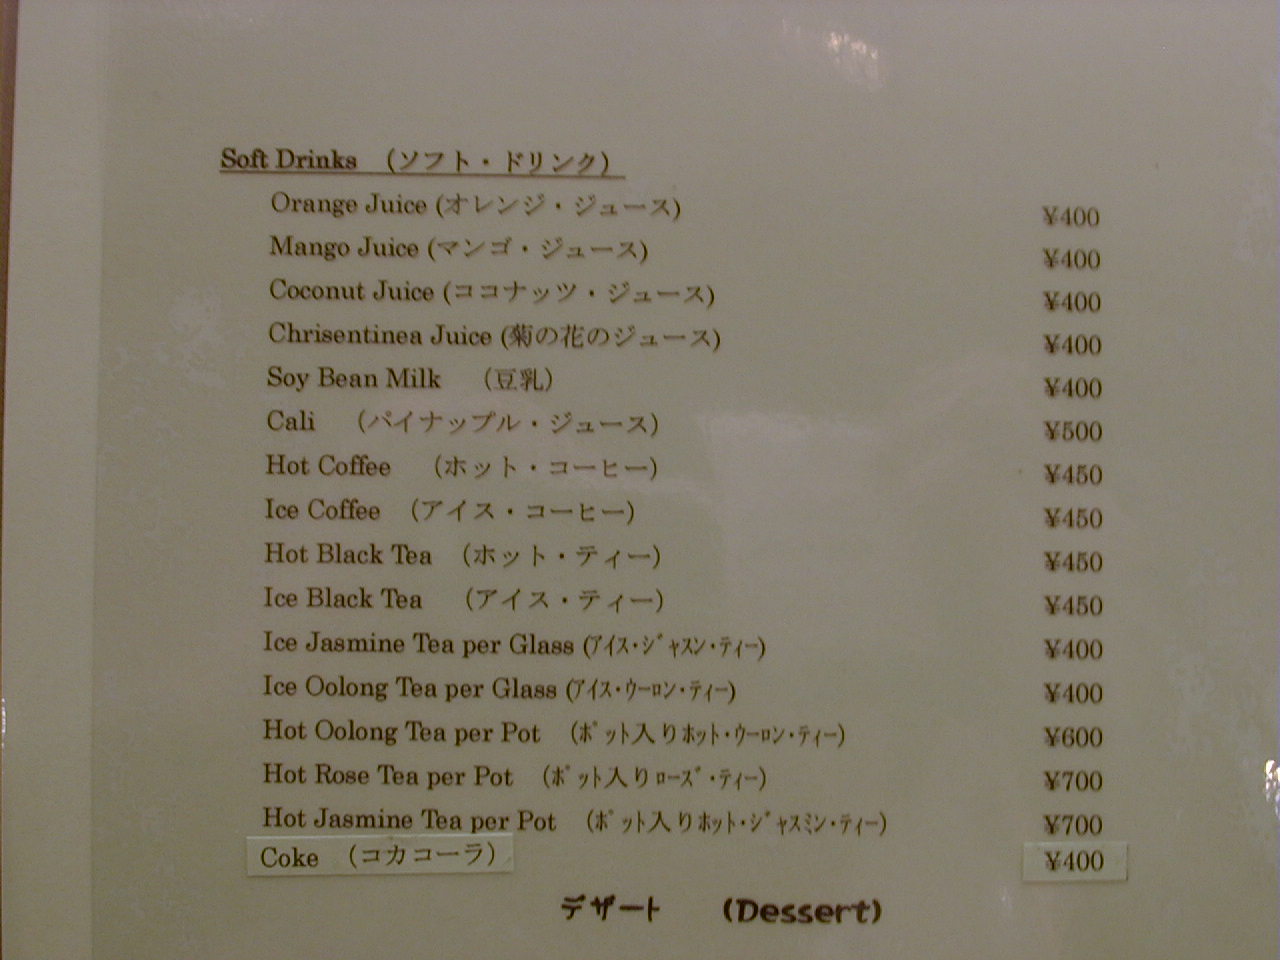 Soft Drinks (ソフト・ドリンク)
Orange Juice (オレンジ・ジュース) ¥400
Mango Juice (マンゴ・ジュース) ¥400
Coconut Juice (ココナッツ・ジュース) ¥400
Chrisentinea Juice (菊の花のジュース) ¥400
Soy Bean Milk (豆乳) ¥400
Cali (パイナップル・ジュース) ¥500
Hot Coffee (ホット・コーヒー) ¥450
Ice Coffee (アイス・コーヒー) ¥450
Hot Black Tea (ホット・ティー) ¥450
Ice Black Tea (アイス・ティー) ¥450
Ice Jasmine Tea per Glass (ｱｲｽ・ｼﾞｬｽﾝ・ﾃｨｰ) ¥400
Ice Oolong Tea per Glass (ｱｲｽ・ｳｰﾛﾝ・ﾃｨｰ) ¥400
Hot Oolong Tea per Pot (ﾎﾟｯﾄ入りﾎｯﾄ・ｳｰﾛﾝ・ﾃｨｰ) ¥600
Hot Rose Tea per Pot (ﾎﾟｯﾄ入りﾛｰｽﾞ・ﾃｨｰ) ¥700
Hot Jasmine Tea per Pot (ﾎﾟｯﾄ入りﾎｯﾄ・ｼﾞｬｽﾐﾝ・ﾃｨｰ) ¥700
Coke (コカコーラ) ¥400
デザート (Dessert)